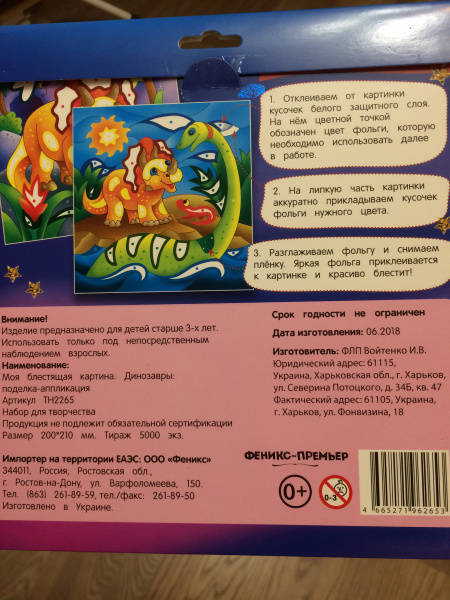 1. Отклеиваем от картинки
кусочек белого защитного слоя.
На нём цветной точкой
обозначен цвет фольги, которую
необходимо использовать далее
в работе.
2. На липкую часть картинки
аккуратно прикладываем кусочек
фольги нужного цвета.
3. Разглаживаем фольгу и снимаем
плёнку. Яркая фольга приклеивается
к картинке и красиво блестит!
Внимание!
Изделие предназначено для детей старше 3-х лет.
Использовать только под непосредственным
наблюдением взрослых.
Наименование:
Моя блестящая картина. Динозавры:
поделка-аппликация
Артикул ТН2265
Набор для творчества
Продукция не подлежит обязательной сертификации
Размер 200*210 мм. Тираж 5000 экз.
Импортер на территории ЕАЭС: ООО «Феникс»
344011, Россия, Ростовская обл.,
г. Ростов-на-Дону, ул. Варфоломеева, 150.
Тел. (863) 261-89-59, тел./факс: 261-89-50
Изготовлено в Украине.
Срок годности не ограничен
Дата изготовления: 06.2018
Изготовитель: ФЛП Войтенко И.В.
Юридический адрес: 61115,
Украина, Харьковская обл., г. Харьков,
ул. Северина Потоцкого, д. 34Б, кв. 47
Фактический адрес: 61105, Украина,
г. Харьков, ул. Фонвизина, 18
ФЕНИКС-ПРЕМЬЕР
0+
0-3
4 665271 962653